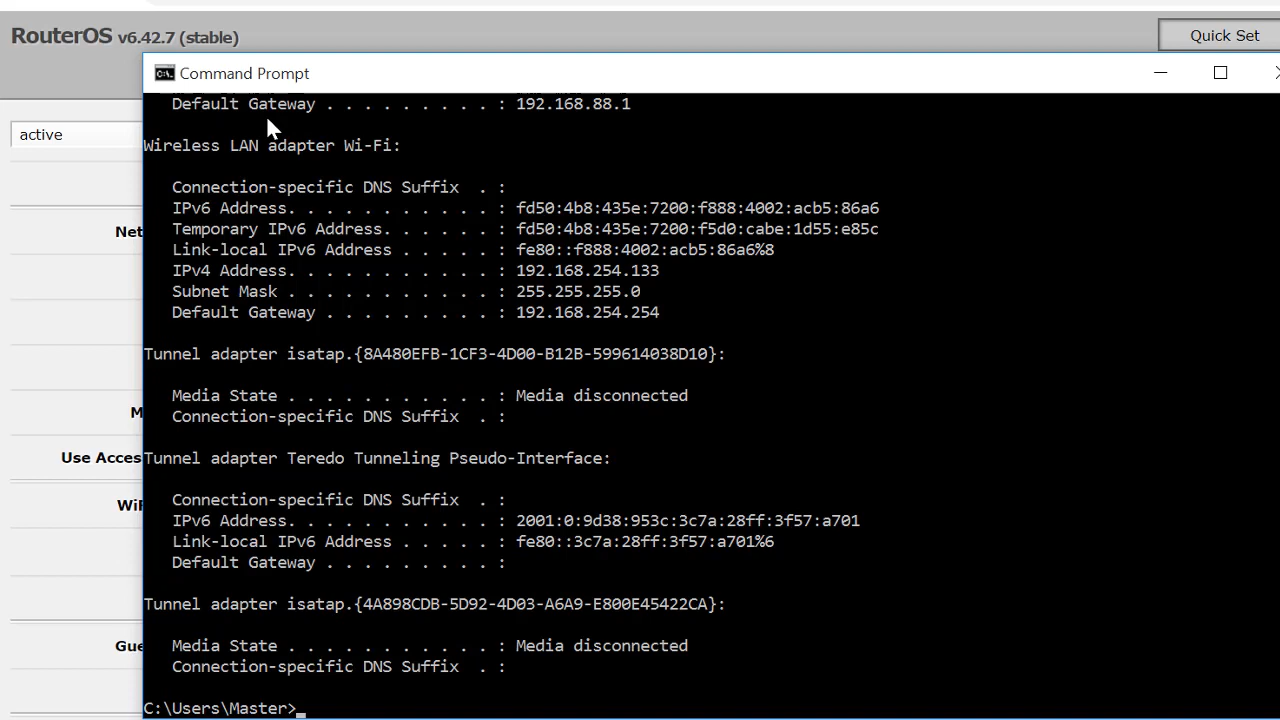 RouterOS v6.42.7 (stable)
Quick Set
Command Prompt
active
Net
M
Use Acces
WiF
Gue
Default Gateway . . . . . . . . . : 192.168.88.1
Wireless LAN adapter Wi-Fi:
Connection-specific DNS Suffix  . :
IPv6 Address. . . . . . . . . . . : fd50:4b8:435e:7200:f888:4002:acb5:86a6
Temporary IPv6 Address. . . . . . : fd50:4b8:435e:7200:f5d0:cabe:1d55:e85c
Link-local IPv6 Address . . . . . : fe80::f888:4002:acb5:86a6%8
IPv4 Address. . . . . . . . . . . : 192.168.254.133
Subnet Mask . . . . . . . . . . . : 255.255.255.0
Default Gateway . . . . . . . . . : 192.168.254.254
Tunnel adapter isatap.{8A480EFB-1CF3-4D00-B12B-599614038D10}:
Media State . . . . . . . . . . . : Media disconnected
Connection-specific DNS Suffix  . :
Tunnel adapter Teredo Tunneling Pseudo-Interface:
Connection-specific DNS Suffix  . :
IPv6 Address. . . . . . . . . . . : 2001:0:9d38:953c:3c7a:28ff:3f57:a701
Link-local IPv6 Address . . . . . : fe80::3c7a:28ff:3f57:a701%6
Default Gateway . . . . . . . . . :
Tunnel adapter isatap.{4A898CDB-5D92-4D03-A6A9-E800E45422CA}:
Media State . . . . . . . . . . . : Media disconnected
Connection-specific DNS Suffix  . :
C:\Users\Master>